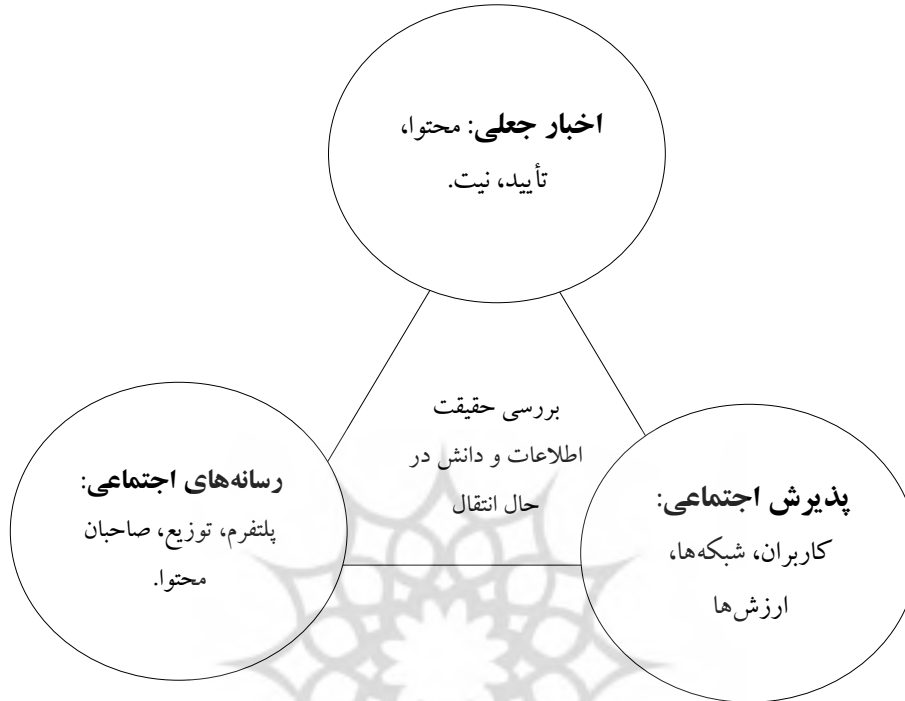 اخبار جعلی: محتوا،
تأیید، نیت.
بررسی حقیقت
اطلاعات و دانش در
حال انتقال
پذیرش اجتماعی:
کاربران، شبکه‌ها،
ارزش‌ها
رسانه‌های اجتماعی:
پلتفرم، توزیع، صاحبان
محتوا.